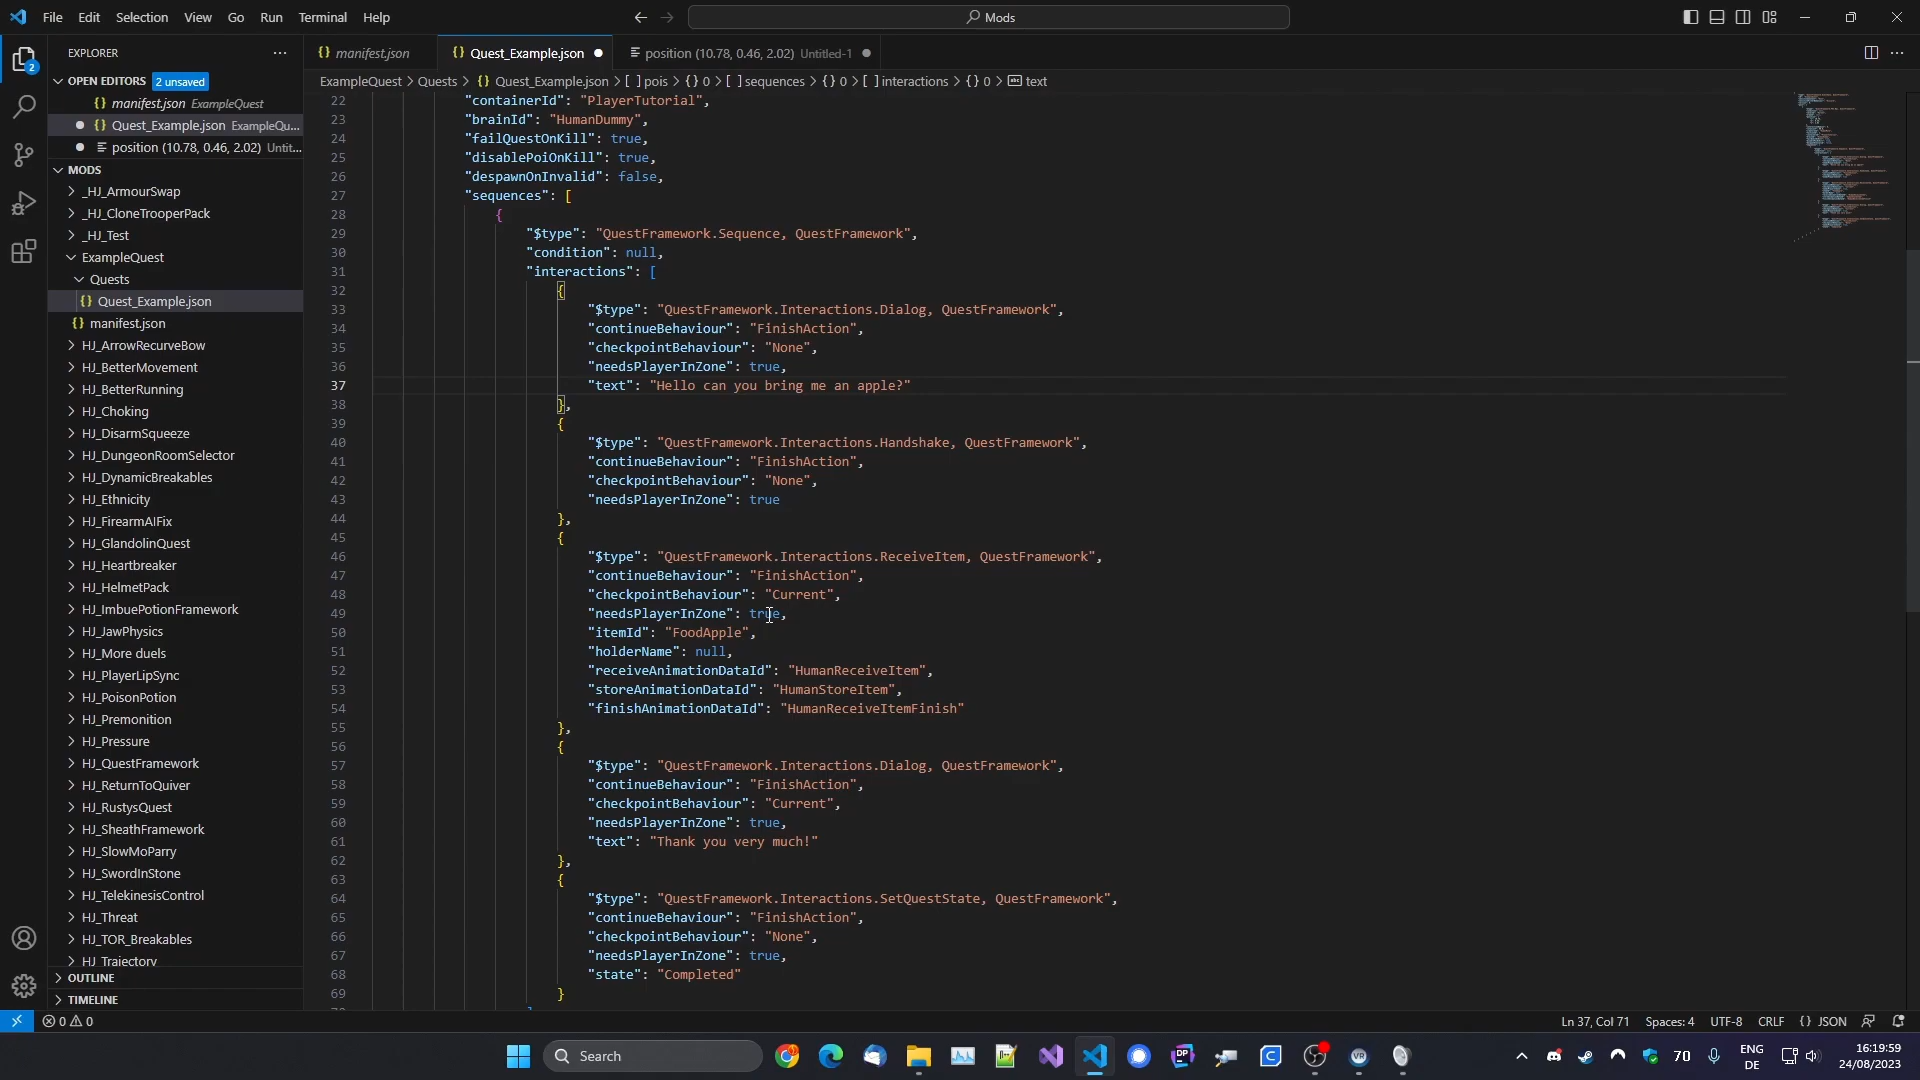 File Edit Selection View Go Run Terminal Help
Mods
EXPLORER
manifest.json
Quest_Example.json
position (10.78, 0.46, 2.02) Untitled-1
OPEN EDITORS 2 unsaved
ExampleQuest > Quests > {} Quest_Example.json > [ ] pois > {} 0 > [ ] sequences > {} 0 > [ ] interactions > {} 0 > text
manifest.json ExampleQuest
Quest_Example.json ExampleQu...
position (10.78, 0.46, 2.02) Untit...
MODS
_HJ_ArmourSwap
_HJ_CloneTrooperPack
_HJ_Test
ExampleQuest
Quests
Quest_Example.json
manifest.json
HJ_ArrowRecurveBow
HJ_BetterMovement
HJ_BetterRunning
HJ_Choking
HJ_DisarmSqueeze
HJ_DungeonRoomSelector
HJ_DynamicBreakables
HJ_Ethnicity
HJ_FirearmAIFix
HJ_GlandolinQuest
HJ_Heartbreaker
HJ_HelmetPack
HJ_ImbuePotionFramework
HJ_JawPhysics
HJ_More duels
HJ_PlayerLipSync
HJ_PoisonPotion
HJ_Premonition
HJ_Pressure
HJ_QuestFramework
HJ_ReturnToQuiver
HJ_RustysQuest
HJ_SheathFramework
HJ_SlowMoParry
HJ_SwordInStone
HJ_TelekinesisControl
HJ_Threat
HJ_TOR_Breakables
HJ_Trajectory
OUTLINE
TIMELINE
22 "containerId": "PlayerTutorial",
23 "brainId": "HumanDummy",
24 "failQuestOnKill": true,
25 "disablePoiOnKill": true,
26 "despawnOnInvalid": false,
27 "sequences": [
28 {
29 "$type": "QuestFramework.Sequence, QuestFramework",
30 "condition": null,
31 "interactions": [
32 {
33 "$type": "QuestFramework.Interactions.Dialog, QuestFramework",
34 "continueBehaviour": "FinishAction",
35 "checkpointBehaviour": "None",
36 "needsPlayerInZone": true,
37 "text": "Hello can you bring me an apple?"
38 },
39 {
40 "$type": "QuestFramework.Interactions.Handshake, QuestFramework",
41 "continueBehaviour": "FinishAction",
42 "checkpointBehaviour": "None",
43 "needsPlayerInZone": true
44 },
45 {
46 "$type": "QuestFramework.Interactions.ReceiveItem, QuestFramework",
47 "continueBehaviour": "FinishAction",
48 "checkpointBehaviour": "Current",
49 "needsPlayerInZone": true,
50 "itemId": "FoodApple",
51 "holderName": null,
52 "receiveAnimationDataId": "HumanReceiveItem",
53 "storeAnimationDataId": "HumanStoreItem",
54 "finishAnimationDataId": "HumanReceiveItemFinish"
55 },
56 {
57 "$type": "QuestFramework.Interactions.Dialog, QuestFramework",
58 "continueBehaviour": "FinishAction",
59 "checkpointBehaviour": "Current",
60 "needsPlayerInZone": true,
61 "text": "Thank you very much!"
62 },
63 {
64 "$type": "QuestFramework.Interactions.SetQuestState, QuestFramework",
65 "continueBehaviour": "FinishAction",
66 "checkpointBehaviour": "None",
67 "needsPlayerInZone": true,
68 "state": "Completed"
69 }
0 0
Ln 37, Col 71 Spaces: 4 UTF-8 CRLF {} JSON
Search
70
ENG
DE
16:19:59
24/08/2023